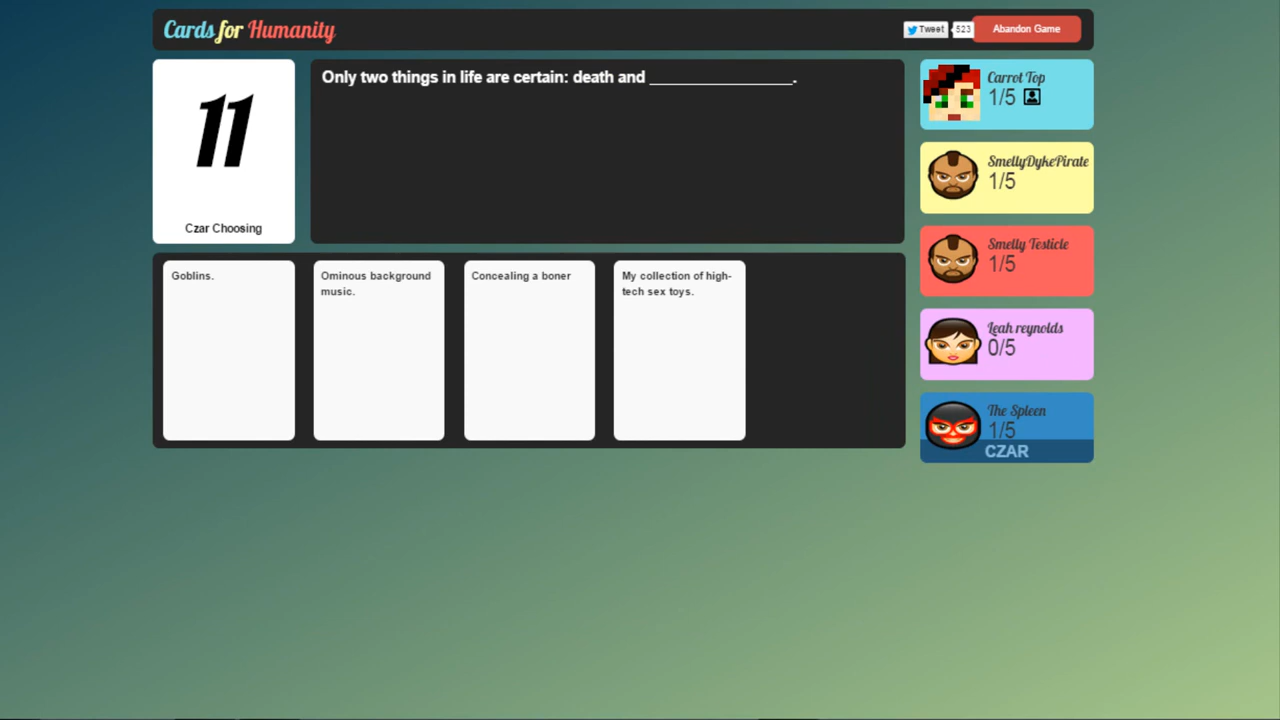 Cards for Humanity
Tweet 523
Abandon Game
11
Czar Choosing
Only two things in life are certain: death and _________________.
Goblins.
Ominous background
music.
Concealing a boner
My collection of high-
tech sex toys.
Carrot Top
1/5
SmellyDykePirate
1/5
Smelly Testicle
1/5
Leah reynolds
0/5
The Spleen
1/5
CZAR